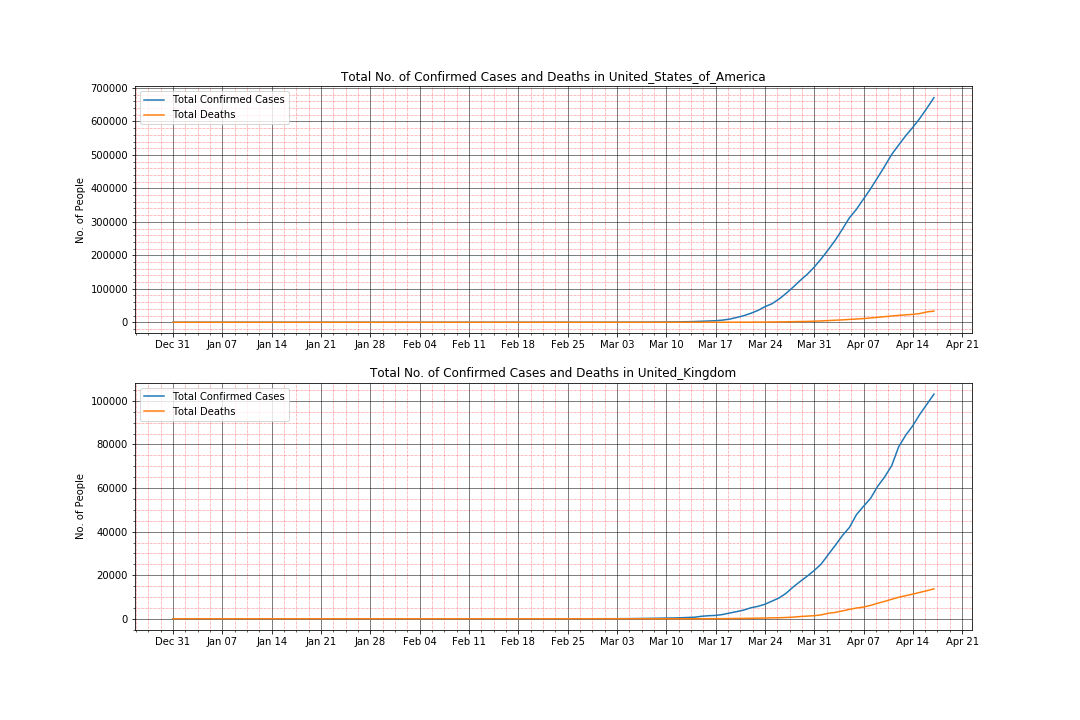 Total No. of Confirmed Cases and Deaths in United_States_of_America
Total Confirmed Cases
Total Deaths
No. of People
700000
600000
500000
400000
300000
200000
100000
0
Dec 31 Jan 07 Jan 14 Jan 21 Jan 28 Feb 04 Feb 11 Feb 18 Feb 25 Mar 03 Mar 10 Mar 17 Mar 24 Mar 31 Apr 07 Apr 14 Apr 21
Total No. of Confirmed Cases and Deaths in United_Kingdom
Total Confirmed Cases
Total Deaths
No. of People
100000
80000
60000
40000
20000
0
Dec 31 Jan 07 Jan 14 Jan 21 Jan 28 Feb 04 Feb 11 Feb 18 Feb 25 Mar 03 Mar 10 Mar 17 Mar 24 Mar 31 Apr 07 Apr 14 Apr 21